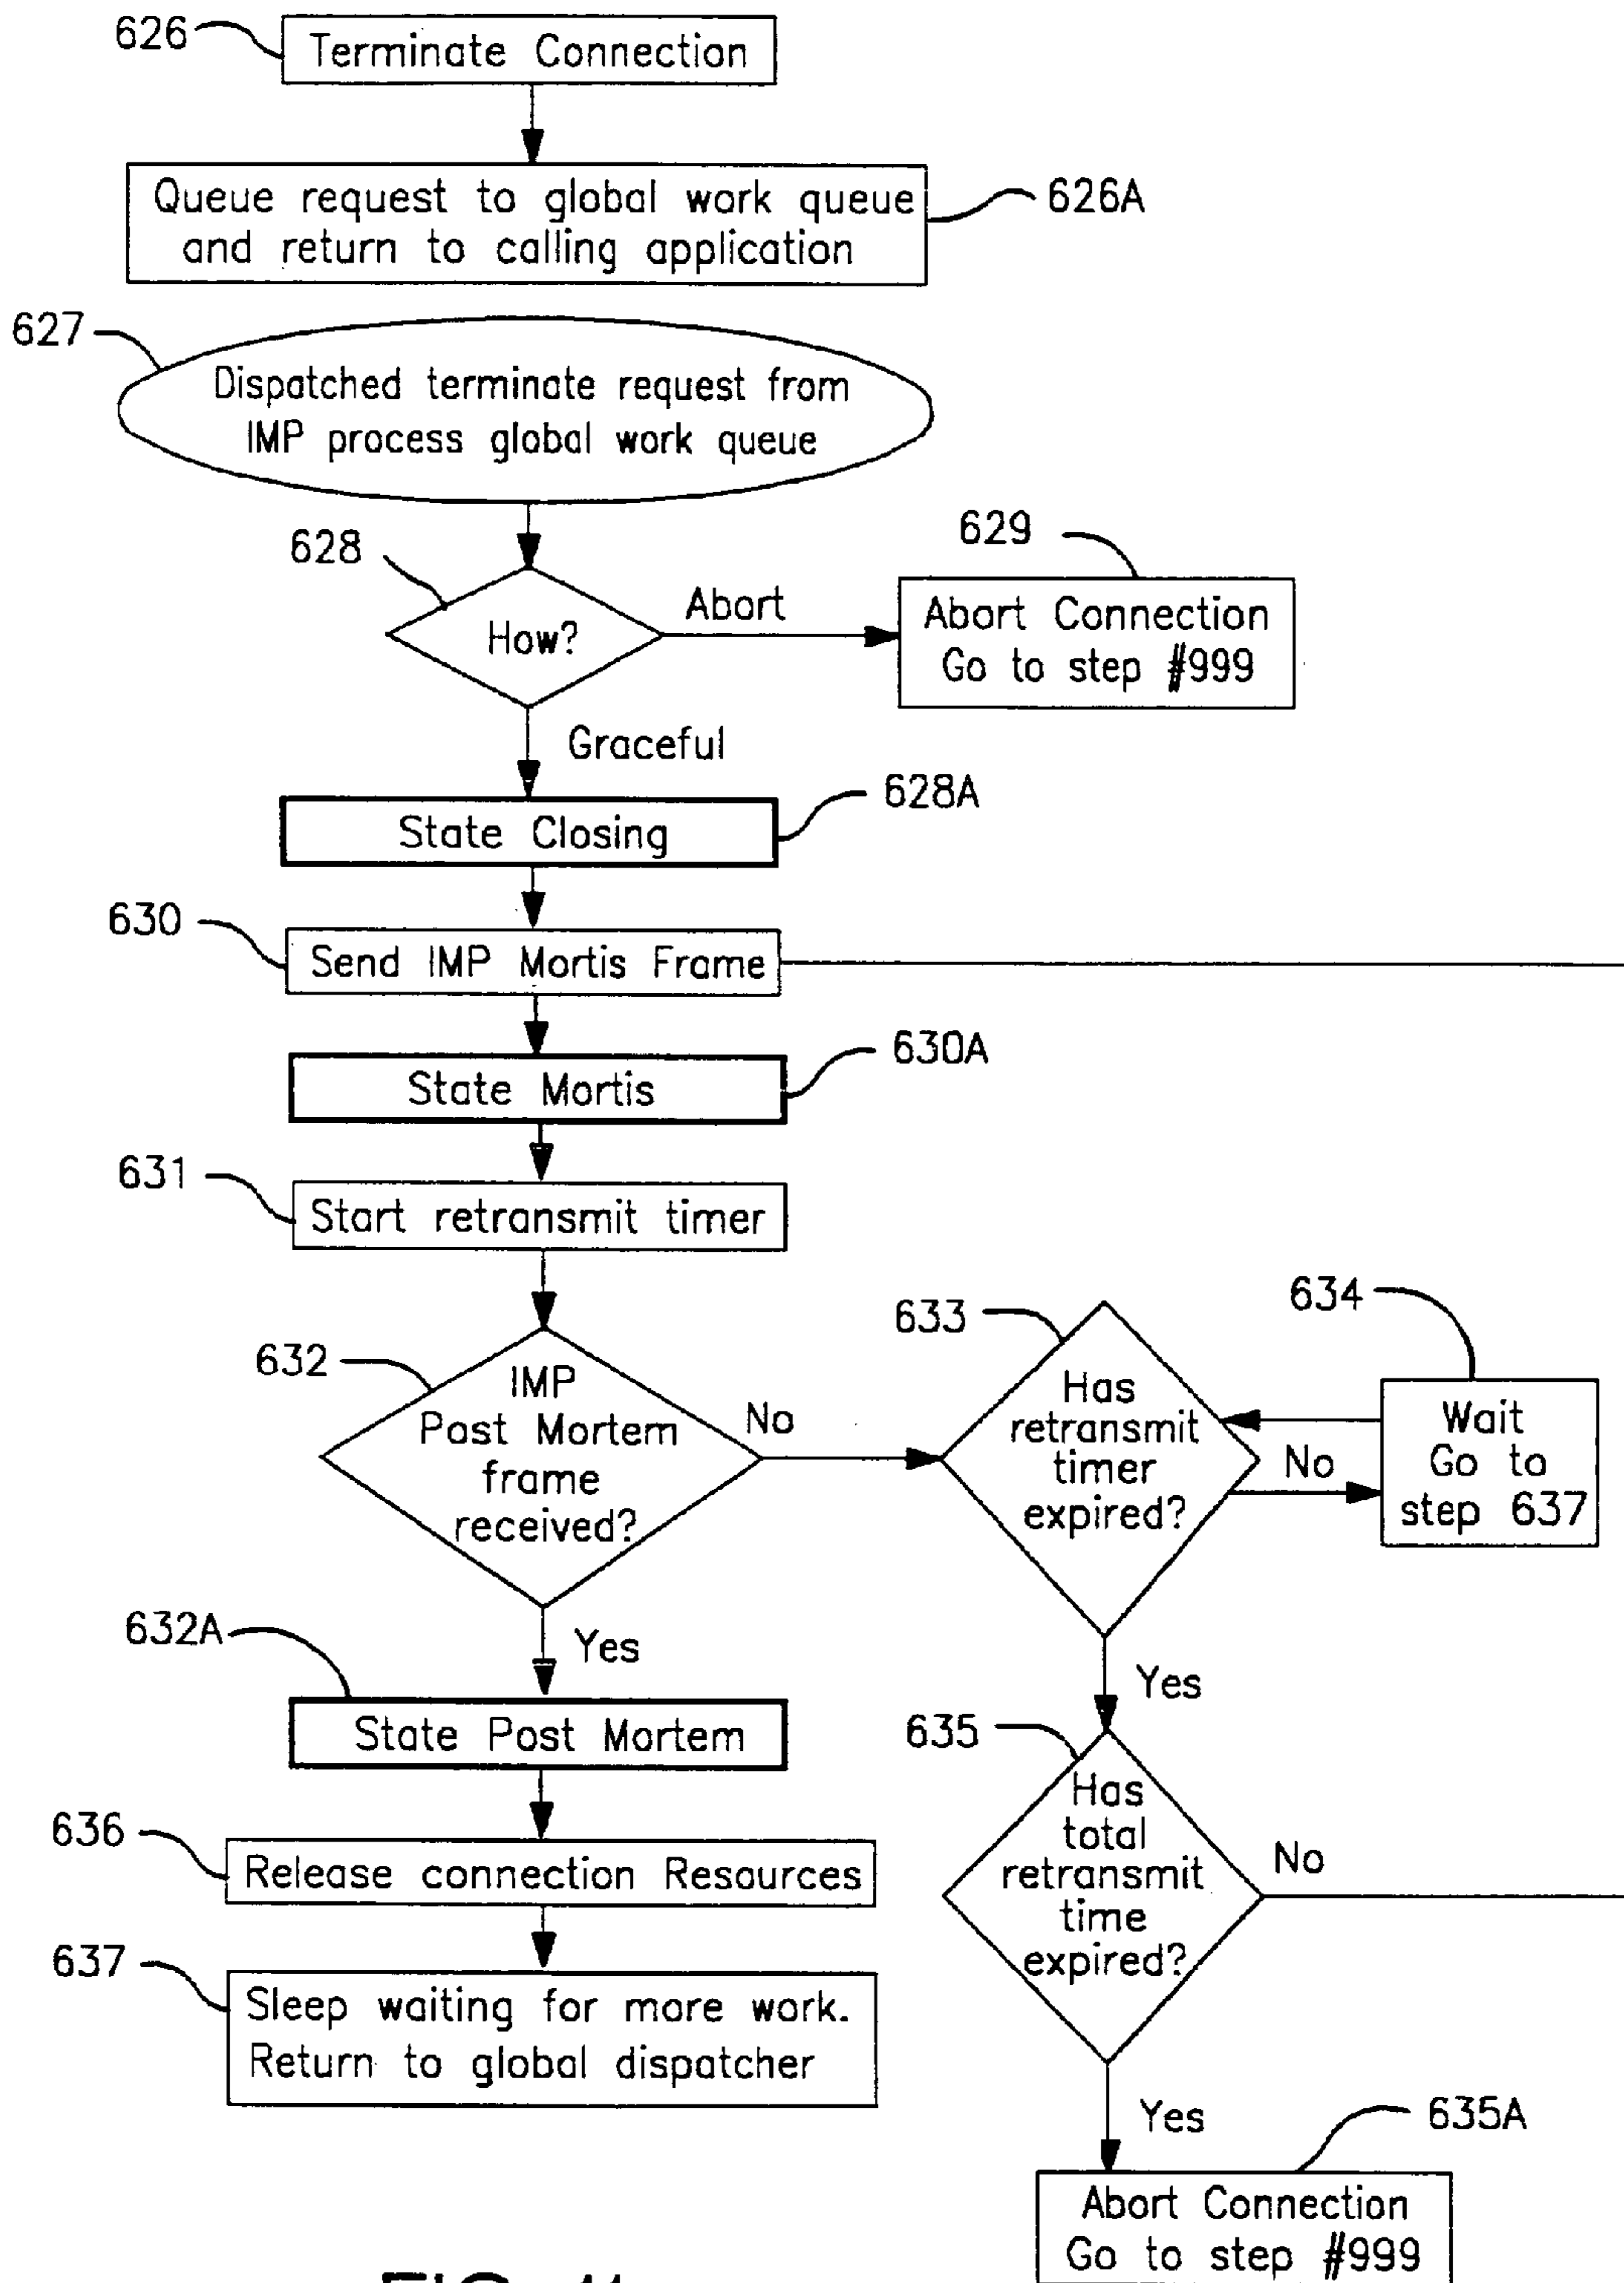 626
Terminate Connection
Queue request to global work queue
and return to calling application
626A
627
Dispatched terminate request from
IMP process global work queue
628
How?
Abort
629
Abort Connection
Go to step #999
Graceful
628A
State Closing
630
Send IMP Mortis Frame
630A
State Mortis
631
Start retransmit timer
632
IMP
Post Mortem
frame
received?
No
633
Has
retransmit
timer
expired?
No
634
Wait
Go to
step 637
Yes
632A
State Post Mortem
Yes
635
Has
total
retransmit
time
expired?
No
636
Release connection Resources
637
Sleep waiting for more work.
Return to global dispatcher
Yes
635A
Abort Connection
Go to step #999
FIG. 11